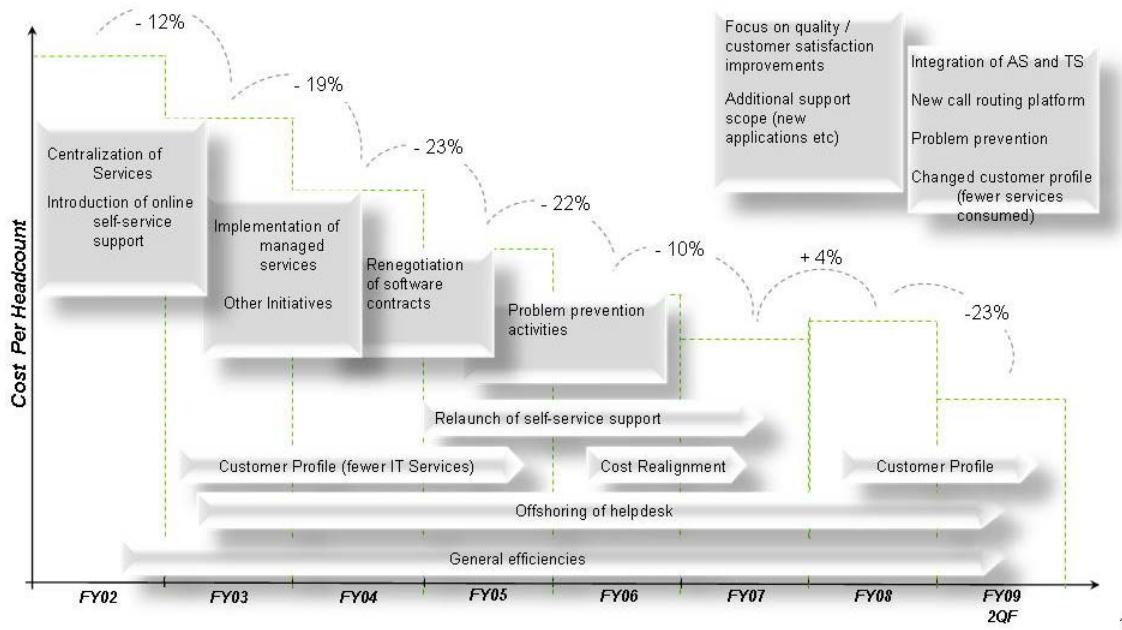 - 12%
- 19%
- 23%
- 22%
- 10%
+ 4%
-23%
Focus on quality /
customer satisfaction
improvements
Additional support
scope (new
applications etc)
Integration of AS and TS
New call routing platform
Problem prevention
Changed customer profile
(fewer services
consumed)
Cost Per Headcount
Centralization of
Services
Introduction of online
self-service
support
Implementation of
managed
services
Other Initiatives
Renegotiation
of software
contracts
Problem prevention
activities
Relaunch of self-service support
Customer Profile (fewer IT Services)
Cost Realignment
Customer Profile
Offshoring of helpdesk
General efficiencies
FY02
FY03
FY04
FY05
FY06
FY07
FY08
FY09
2QF